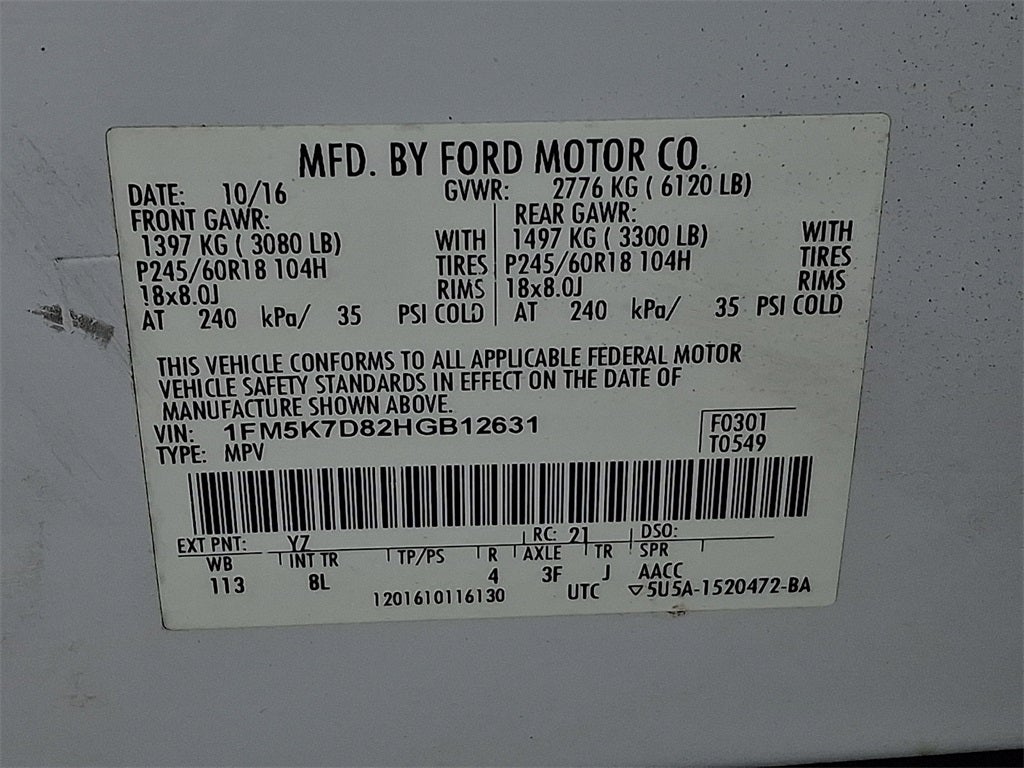 MFD. BY FORD MOTOR CO.
DATE: 10/16 GVWR: 2776 KG ( 6120 LB)
FRONT GAWR: REAR GAWR:
1397 KG ( 3080 LB) WITH 1497 KG ( 3300 LB) WITH
P245/60R18 104H TIRES P245/60R18 104H TIRES
18x8.0J RIMS 18x8.0J RIMS
AT 240 kPa/ 35 PSI COLD AT 240 kPa/ 35 PSI COLD
THIS VEHICLE CONFORMS TO ALL APPLICABLE FEDERAL MOTOR
VEHICLE SAFETY STANDARDS IN EFFECT ON THE DATE OF
MANUFACTURE SHOWN ABOVE.
VIN: 1FM5K7D82HGB12631 F0301
TYPE: MPV T0549
EXT PNT: YZ RC: 21 DSO:
WB INT TR TP/PS R AXLE TR SPR
113 8L 4 3F J AACC
1201610116130 UTC ▽5U5A-1520472-BA